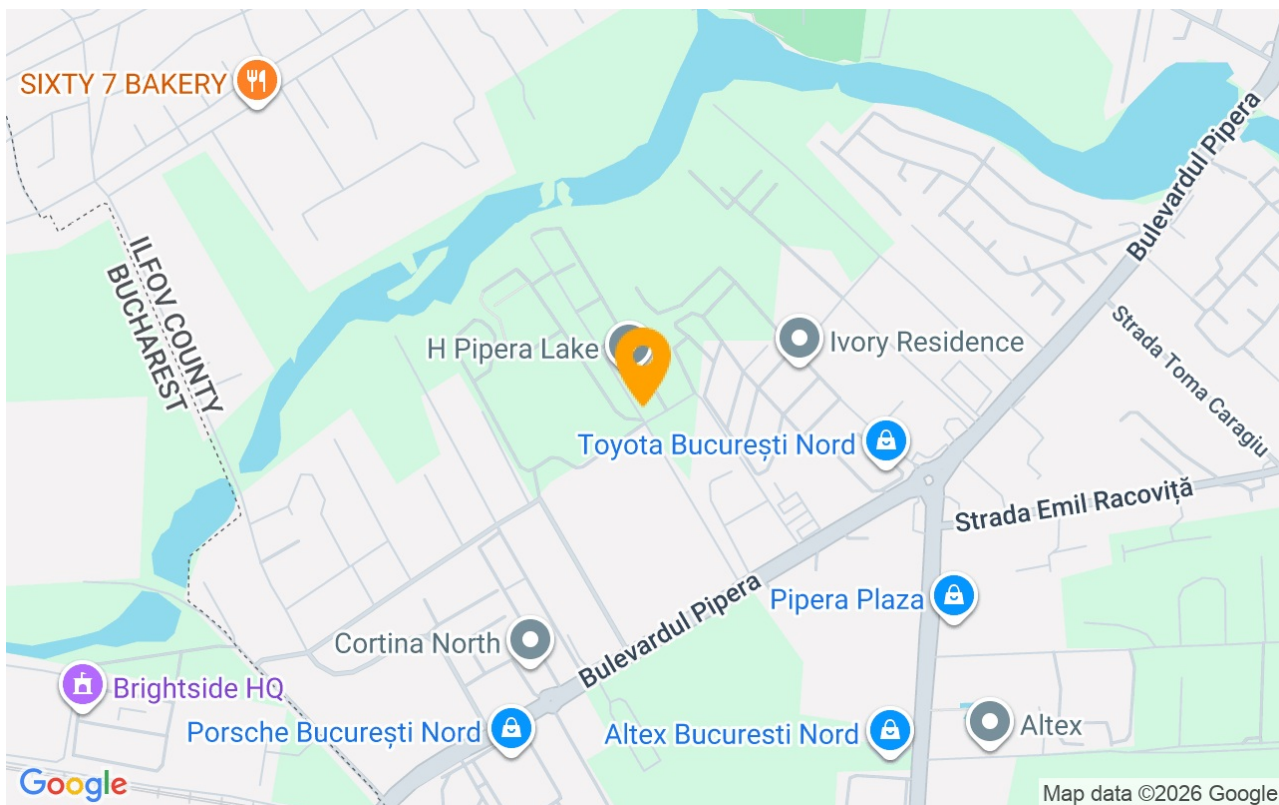 SIXTY 7 BAKERY
Bulevardul Pipera
ILFOV COUNTY
BUCHAREST
Strada Toma Caragiu
H Pipera Lake
Ivory Residence
Toyota București Nord
Strada Emil Racoviță
Pipera Plaza
Bulevardul Pipera
Cortina North
Brightside HQ
Porsche București Nord
Altex Bucuresti Nord
Altex
Google
Map data ©2026 Google